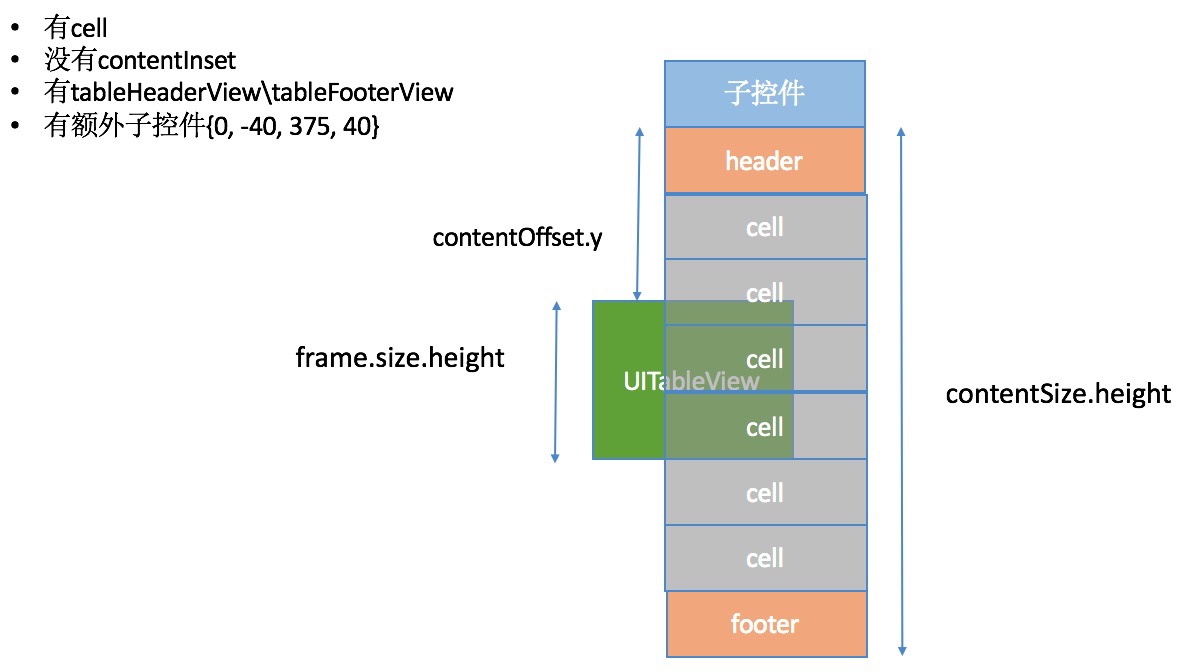 • 有cell
• 没有contentInset
• 有tableHeaderView\tableFooterView
• 有额外子控件{0, -40, 375, 40}
子控件
header
cell
contentOffset.y
cell
frame.size.height
cell
UITableView
contentSize.height
cell
cell
cell
footer